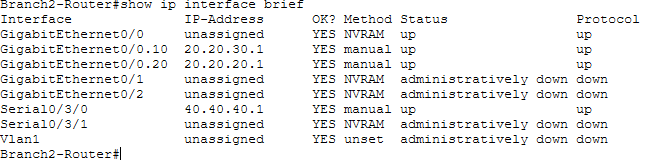 Branch2-Router#show ip interface brief
Interface              IP-Address      OK? Method Status                Protocol
GigabitEthernet0/0     unassigned      YES NVRAM  up                    up
GigabitEthernet0/0.10  20.20.30.1      YES manual up                    up
GigabitEthernet0/0.20  20.20.20.1      YES manual up                    up
GigabitEthernet0/1     unassigned      YES NVRAM  administratively down down
GigabitEthernet0/2     unassigned      YES NVRAM  administratively down down
Serial0/3/0            40.40.40.1      YES manual up                    up
Serial0/3/1            unassigned      YES NVRAM  administratively down down
Vlan1                  unassigned      YES unset  administratively down down
Branch2-Router#